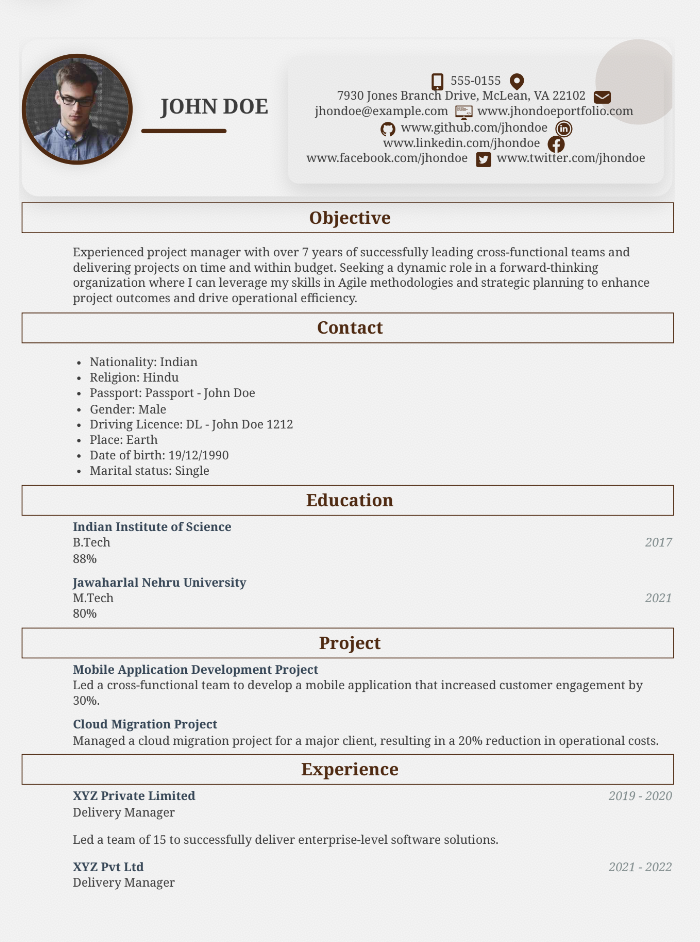 JOHN DOE
555-0155
7930 Jones Branch Drive, McLean, VA 22102
jhondoe@example.com www.jhondoeportfolio.com
www.github.com/jhondoe
www.linkedin.com/jhondoe
www.facebook.com/jhondoe www.twitter.com/jhondoe
Objective
Experienced project manager with over 7 years of successfully leading cross-functional teams and
delivering projects on time and within budget. Seeking a dynamic role in a forward-thinking
organization where I can leverage my skills in Agile methodologies and strategic planning to enhance
project outcomes and drive operational efficiency.
Contact
• Nationality: Indian
• Religion: Hindu
• Passport: Passport - John Doe
• Gender: Male
• Driving Licence: DL - John Doe 1212
• Place: Earth
• Date of birth: 19/12/1990
• Marital status: Single
Education
Indian Institute of Science
B.Tech 2017
88%
Jawaharlal Nehru University
M.Tech 2021
80%
Project
Mobile Application Development Project
Led a cross-functional team to develop a mobile application that increased customer engagement by
30%.
Cloud Migration Project
Managed a cloud migration project for a major client, resulting in a 20% reduction in operational costs.
Experience
XYZ Private Limited 2019 - 2020
Delivery Manager
Led a team of 15 to successfully deliver enterprise-level software solutions.
XYZ Pvt Ltd 2021 - 2022
Delivery Manager